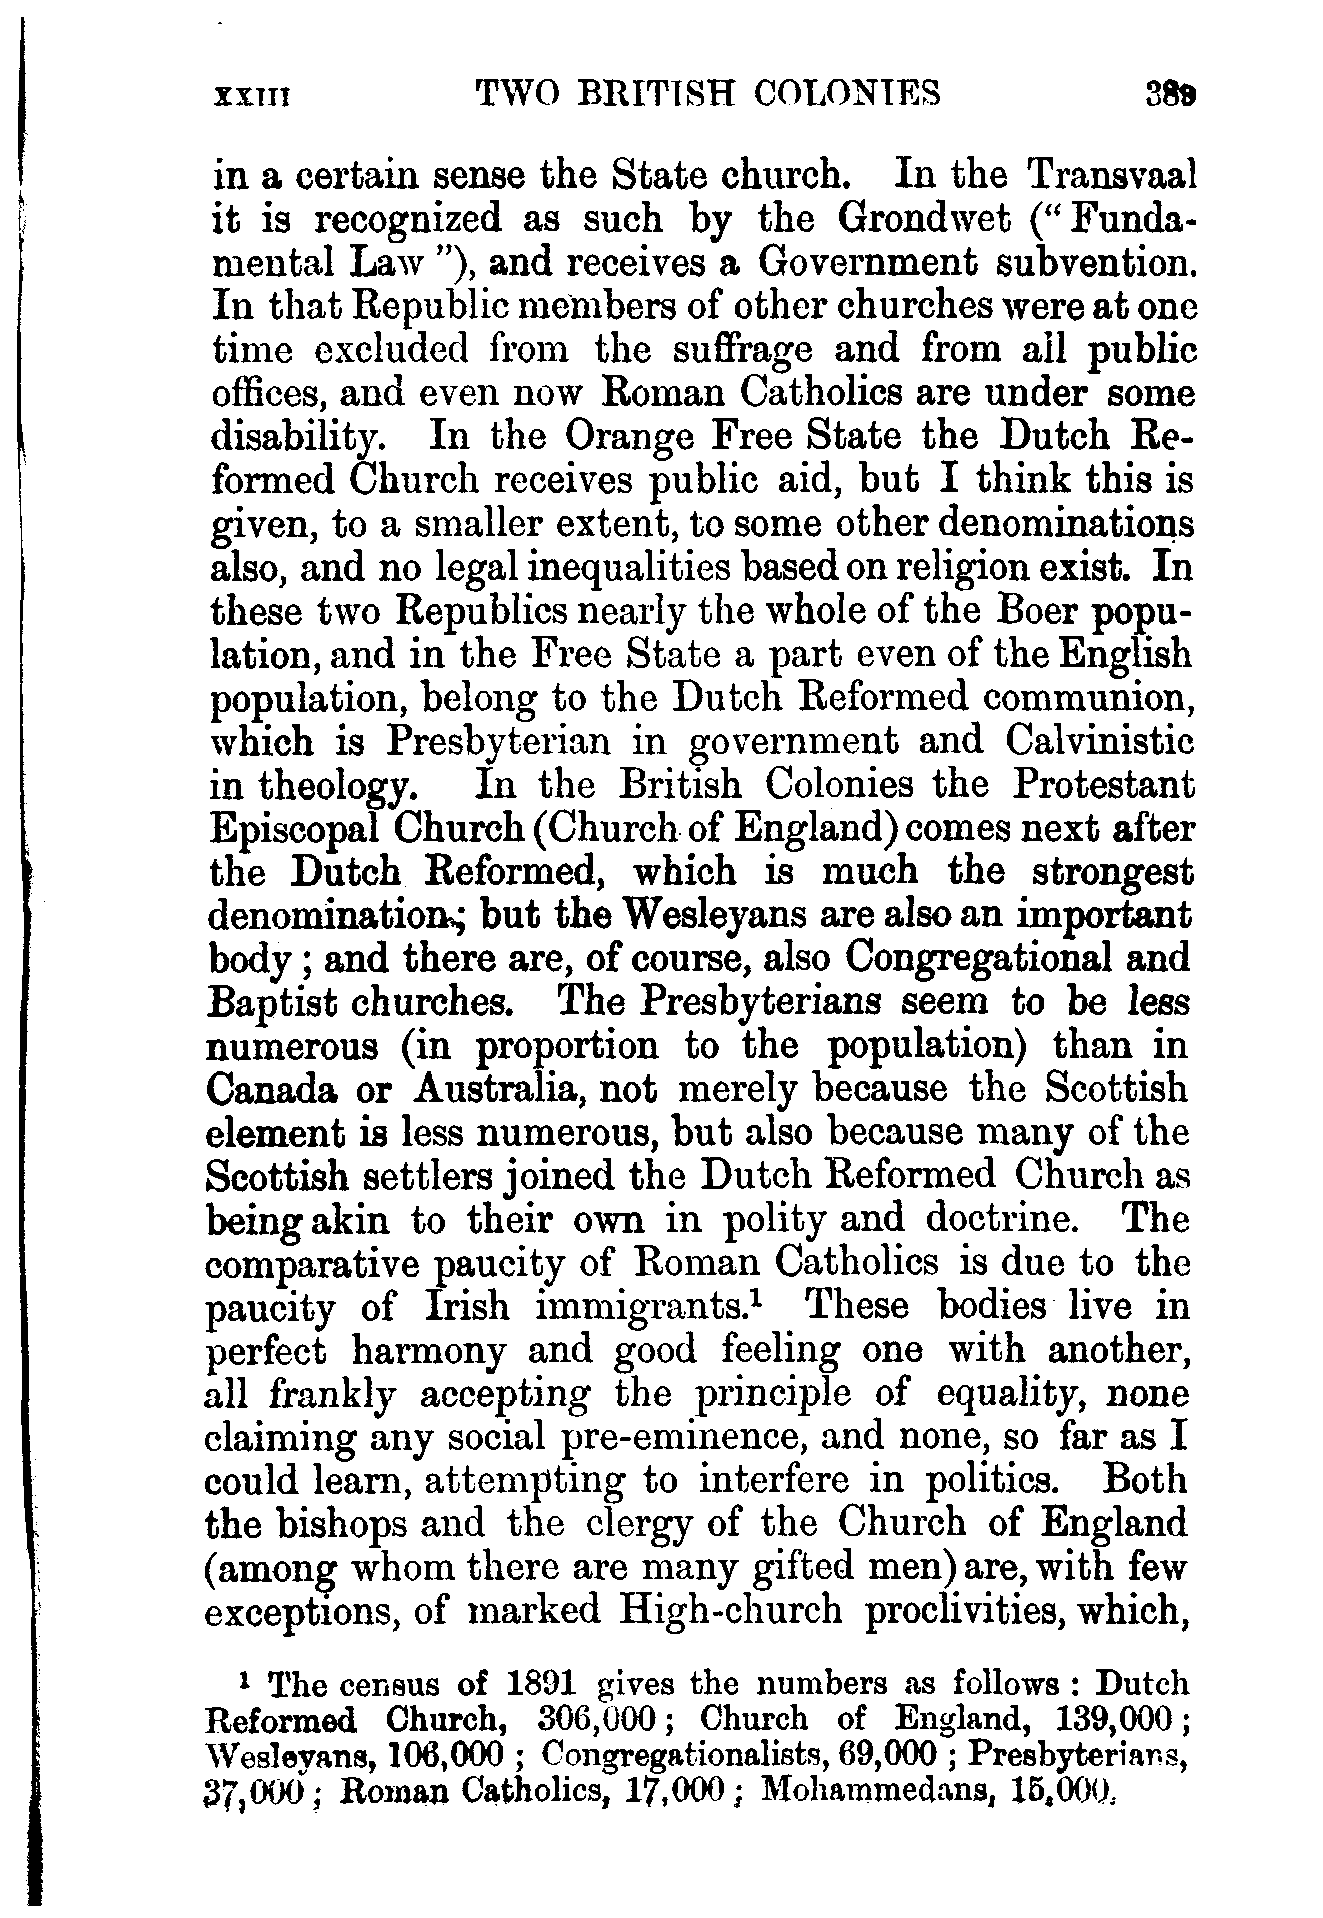 XXIII TWO BRITISH COLONIES 389
in a certain sense the State church. In the Transvaal
it is recognized as such by the Grondwet (“Funda-
mental Law”), and receives a Government subvention.
In that Republic members of other churches were at one
time excluded from the suffrage and from all public
offices, and even now Roman Catholics are under some
disability. In the Orange Free State the Dutch Re-
formed Church receives public aid, but I think this is
given, to a smaller extent, to some other denominations
also, and no legal inequalities based on religion exist. In
these two Republics nearly the whole of the Boer popu-
lation, and in the Free State a part even of the English
population, belong to the Dutch Reformed communion,
which is Presbyterian in government and Calvinistic
in theology. In the British Colonies the Protestant
Episcopal Church (Church of England) comes next after
the Dutch Reformed, which is much the strongest
denomination; but the Wesleyans are also an important
body; and there are, of course, also Congregational and
Baptist churches. The Presbyterians seem to be less
numerous (in proportion to the population) than in
Canada or Australia, not merely because the Scottish
element is less numerous, but also because many of the
Scottish settlers joined the Dutch Reformed Church as
being akin to their own in polity and doctrine. The
comparative paucity of Roman Catholics is due to the
paucity of Irish immigrants.¹ These bodies live in
perfect harmony and good feeling one with another,
all frankly accepting the principle of equality, none
claiming any social pre-eminence, and none, so far as I
could learn, attempting to interfere in politics. Both
the bishops and the clergy of the Church of England
(among whom there are many gifted men) are, with few
exceptions, of marked High-church proclivities, which,
¹ The census of 1891 gives the numbers as follows: Dutch
Reformed Church, 306,000; Church of England, 139,000;
Wesleyans, 106,000; Congregationalists, 69,000; Presbyterians,
37,000; Roman Catholics, 17,000; Mohammedans, 15,000.